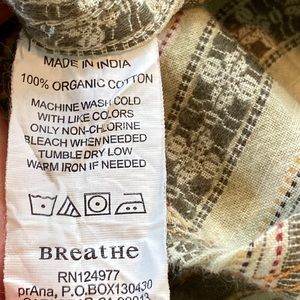 MADE IN INDIA
100% ORGANIC COTTON
MACHINE WASH COLD
WITH LIKE COLORS
ONLY NON-CHLORINE
BLEACH WHEN NEEDED
TUMBLE DRY LOW
WARM IRON IF NEEDED
BReatHe
RN124977
prAna, P.O.BOX130430